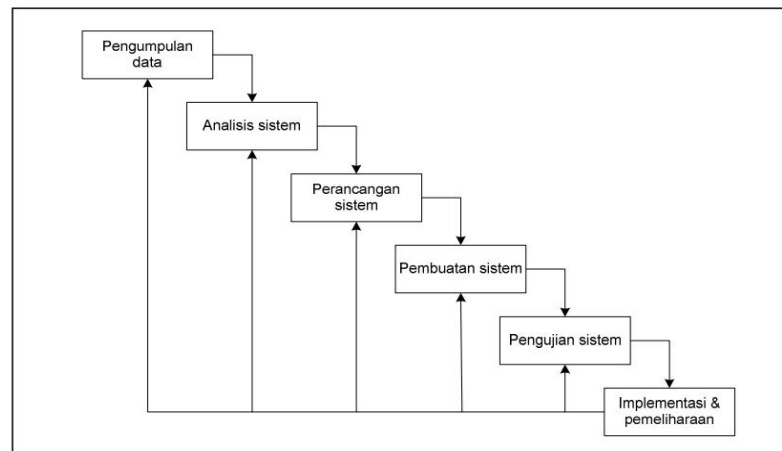 Pengumpulan
data
Analisis sistem
Perancangan
sistem
Pembuatan sistem
Pengujian sistem
Implementasi &
pemeliharaan